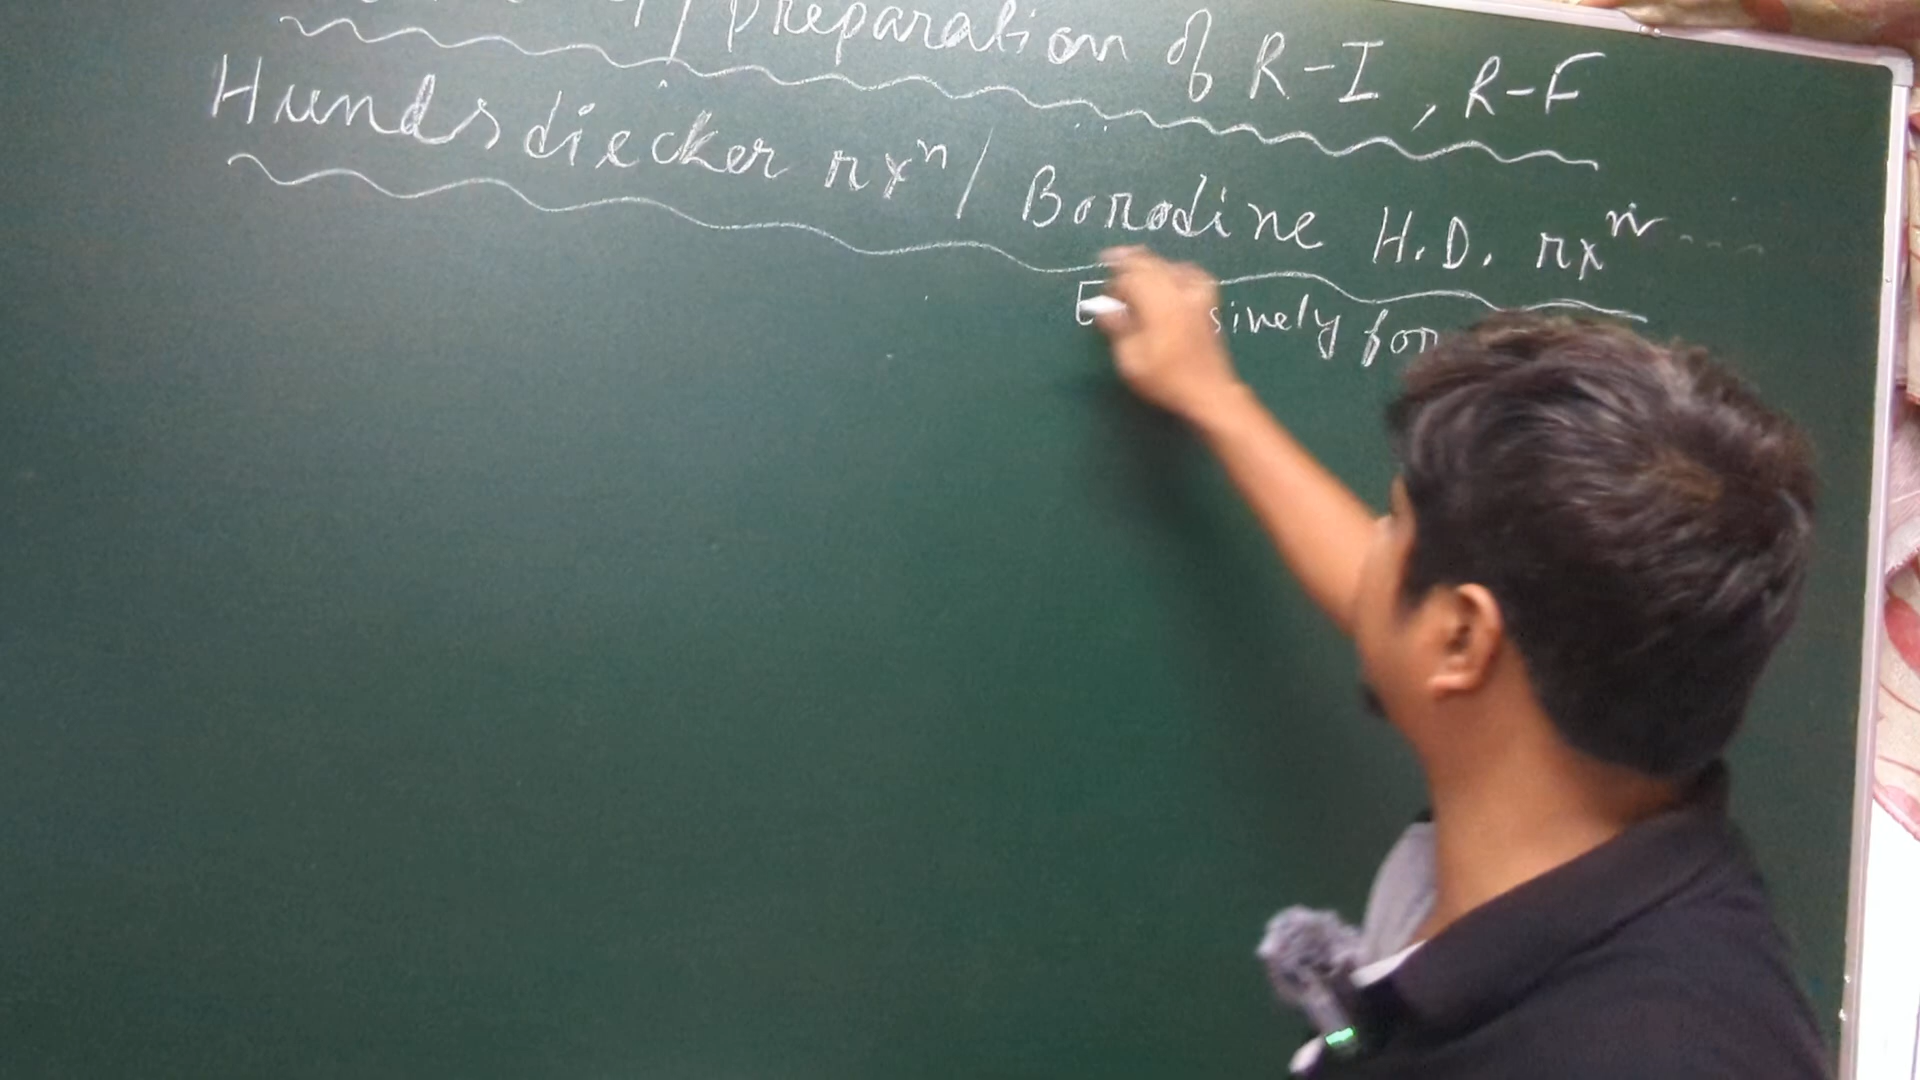 / Preparation of R-I, R-F
Hundsdiecker rxⁿ / Borodine H.D. rxⁿ
sively for